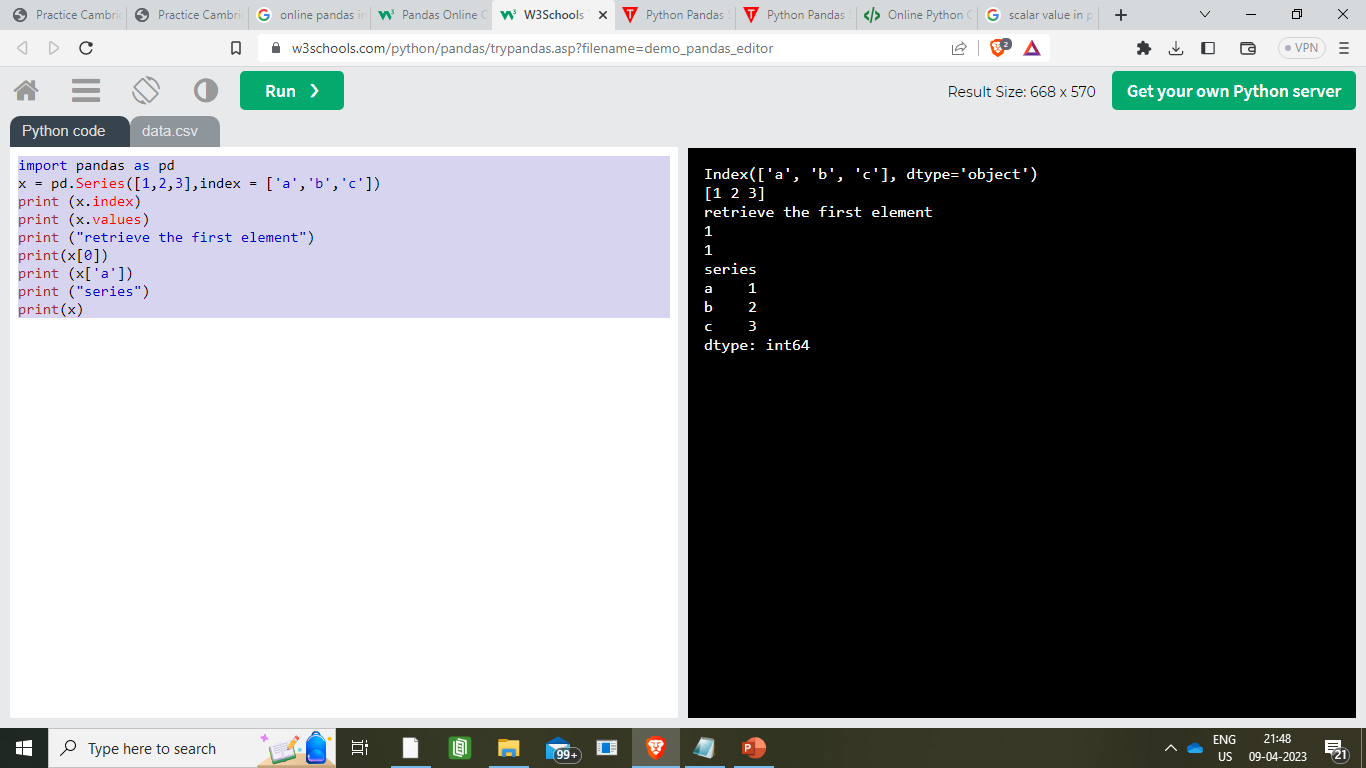 Practice Cambri
Practice Cambri
online pandas in
Pandas Online C
W3Schools
Python Pandas
Python Pandas
Online Python C
scalar value in p
w3schools.com/python/pandas/trypandas.asp?filename=demo_pandas_editor
2
VPN
Run ❯
Result Size: 668 x 570
Get your own Python server
Python code
data.csv
import pandas as pd
x = pd.Series([1,2,3],index = ['a','b','c'])
print (x.index)
print (x.values)
print ("retrieve the first element")
print(x[0])
print (x['a'])
print ("series")
print(x)
Index(['a', 'b', 'c'], dtype='object')
[1 2 3]
retrieve the first element
1
1
series
a    1
b    2
c    3
dtype: int64
Type here to search
99+
ENG
US
21:48
09-04-2023
21